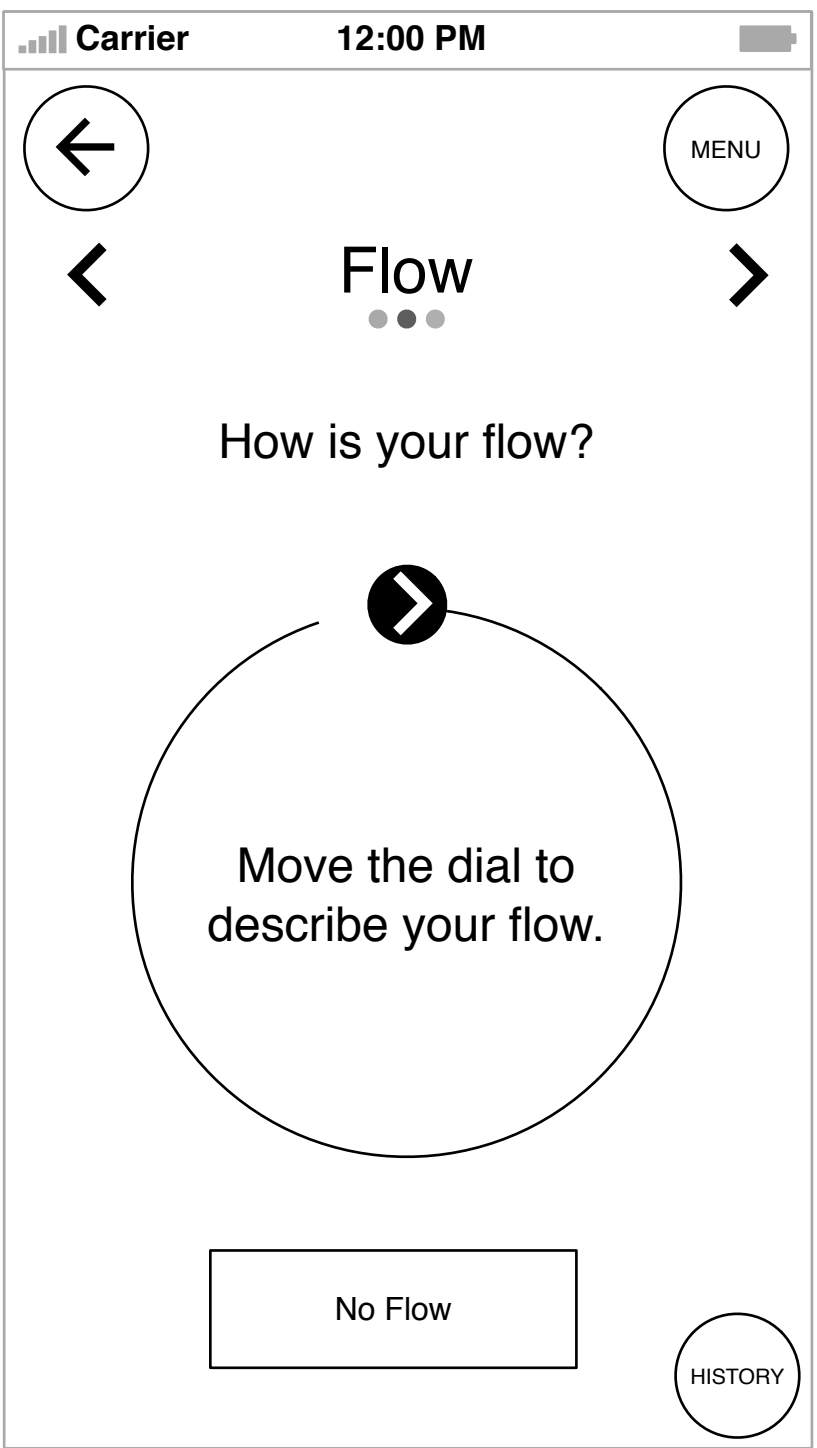 Carrier 12:00 PM
MENU
Flow
How is your flow?
Move the dial to
describe your flow.
No Flow
HISTORY